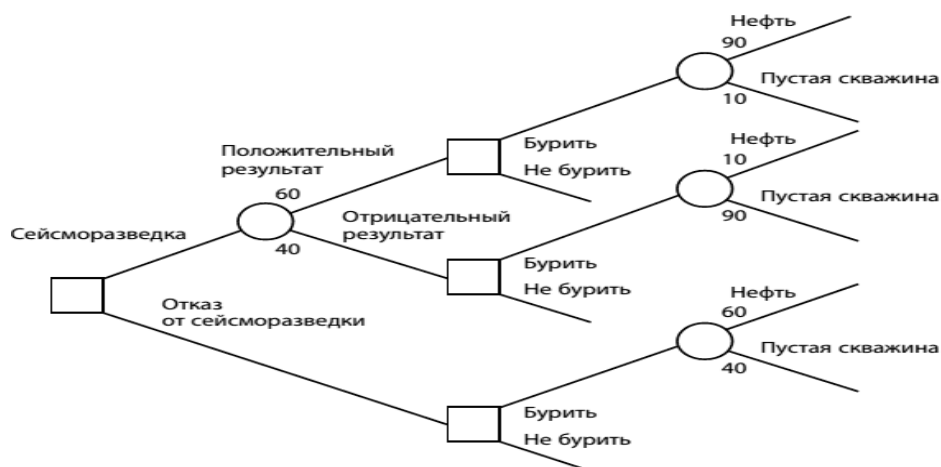 Нефть
90
Пустая скважина
10
Бурить
Не бурить
Положительный
результат
60
Нефть
10
Пустая скважина
90
Сейсморазведка
40
Отрицательный
результат
Бурить
Не бурить
Отказ
от сейсморазведки
Нефть
60
Пустая скважина
40
Бурить
Не бурить